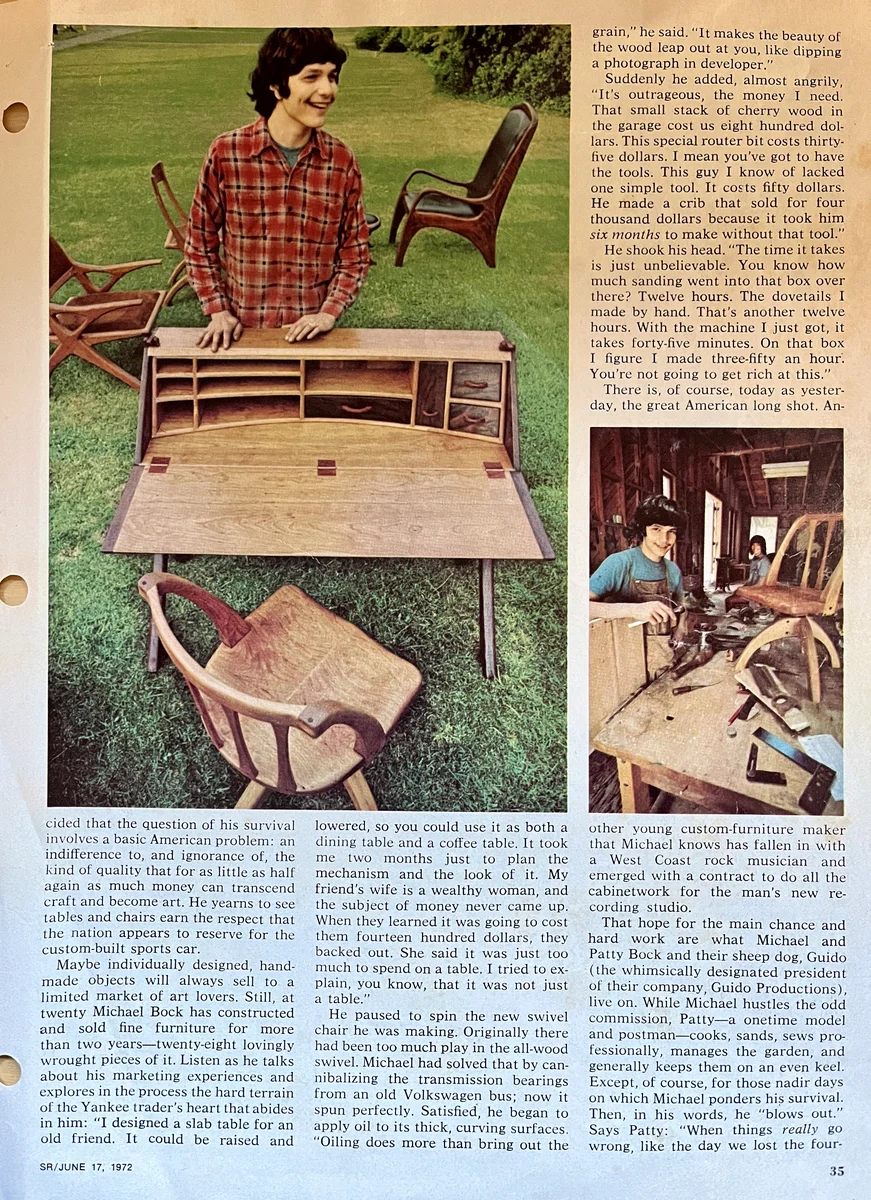 cided that the question of his survival
involves a basic American problem: an
indifference to, and ignorance of, the
kind of quality that for as little as half
again as much money can transcend
craft and become art. He yearns to see
tables and chairs earn the respect that
the nation appears to reserve for the
custom-built sports car.
Maybe individually designed, hand-
made objects will always sell to a
limited market of art lovers. Still, at
twenty Michael Bock has constructed
and sold fine furniture for more
than two years—twenty-eight lovingly
wrought pieces of it. Listen as he talks
about his marketing experiences and
explores in the process the hard terrain
of the Yankee trader's heart that abides
in him: "I designed a slab table for an
old friend. It could be raised and
lowered, so you could use it as both a
dining table and a coffee table. It took
me two months just to plan the
mechanism and the look of it. My
friend's wife is a wealthy woman, and
the subject of money never came up.
When they learned it was going to cost
them fourteen hundred dollars, they
backed out. She said it was just too
much to spend on a table. I tried to ex-
plain, you know, that it was not just
a table."
He paused to spin the new swivel
chair he was making. Originally there
had been too much play in the all-wood
swivel. Michael had solved that by can-
nibalizing the transmission bearings
from an old Volkswagen bus; now it
spun perfectly. Satisfied, he began to
apply oil to its thick, curving surfaces.
"Oiling does more than bring out the
grain," he said. "It makes the beauty of
the wood leap out at you, like dipping
a photograph in developer."
Suddenly he added, almost angrily,
"It's outrageous, the money I need.
That small stack of cherry wood in
the garage cost us eight hundred dol-
lars. This special router bit costs thirty-
five dollars. I mean you've got to have
the tools. This guy I know of lacked
one simple tool. It costs fifty dollars.
He made a crib that sold for four
thousand dollars because it took him
six months to make without that tool."
He shook his head. "The time it takes
is just unbelievable. You know how
much sanding went into that box over
there? Twelve hours. The dovetails I
made by hand. That's another twelve
hours. With the machine I just got, it
takes forty-five minutes. On that box
I figure I made three-fifty an hour.
You're not going to get rich at this."
There is, of course, today as yester-
day, the great American long shot. An-
other young custom-furniture maker
that Michael knows has fallen in with
a West Coast rock musician and
emerged with a contract to do all the
cabinetwork for the man's new re-
cording studio.
That hope for the main chance and
hard work are what Michael and
Patty Bock and their sheep dog, Guido
(the whimsically designated president
of their company, Guido Productions),
live on. While Michael hustles the odd
commission, Patty—a onetime model
and postman—cooks, sands, sews pro-
fessionally, manages the garden, and
generally keeps them on an even keel.
Except, of course, for those nadir days
on which Michael ponders his survival.
Then, in his words, he "blows out."
Says Patty: "When things really go
wrong, like the day we lost the four-
SR/JUNE 17, 1972
35